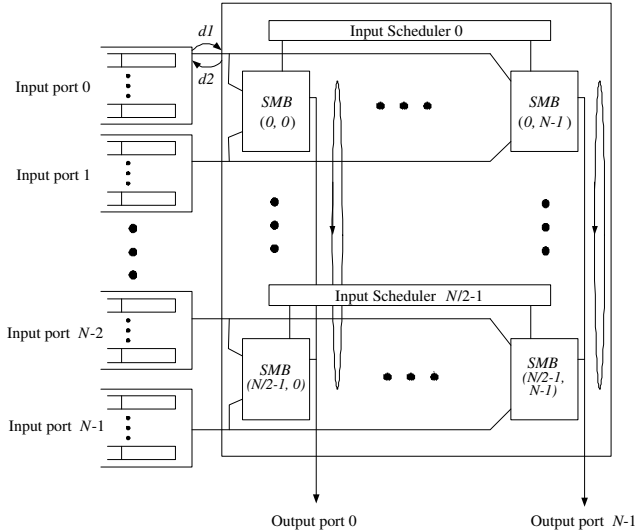 d1
Input Scheduler 0
d2
Input port 0
SMB
(0, 0)
SMB
(0, N-1)
Input port 1
Input Scheduler N/2-1
Input port N-2
SMB
(N/2-1, 0)
SMB
(N/2-1,
N-1)
Input port N-1
Output port 0
Output port N-1